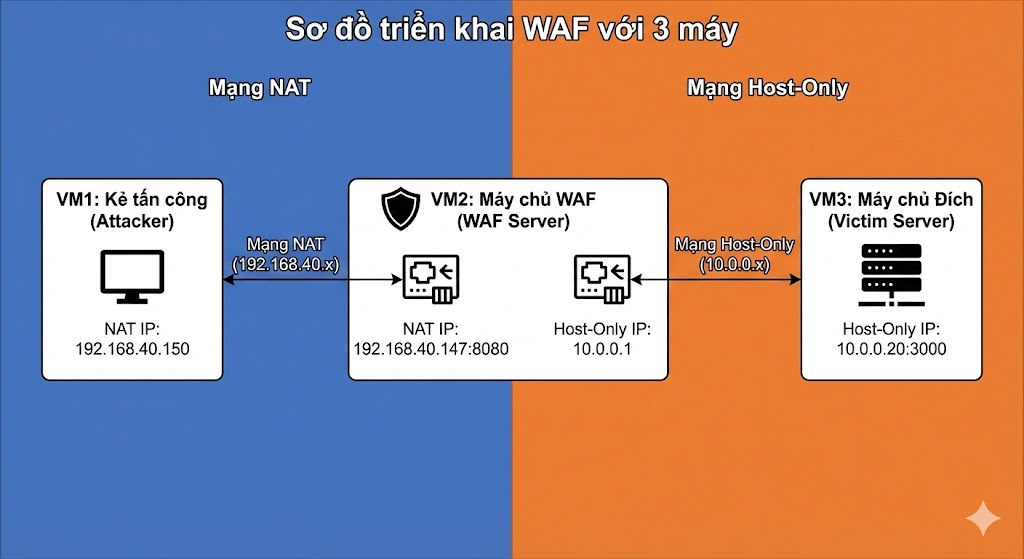 Sơ đồ triển khai WAF với 3 máy
Mạng NAT
Mạng Host-Only
VM1: Kẻ tấn công
(Attacker)
NAT IP:
192.168.40.150
Mạng NAT
(192.168.40.x)
VM2: Máy chủ WAF
(WAF Server)
NAT IP:
192.168.40.147:8080
Host-Only IP:
10.0.0.1
Mạng Host-Only
(10.0.0.x)
VM3: Máy chủ Đích
(Victim Server)
Host-Only IP:
10.0.0.20:3000